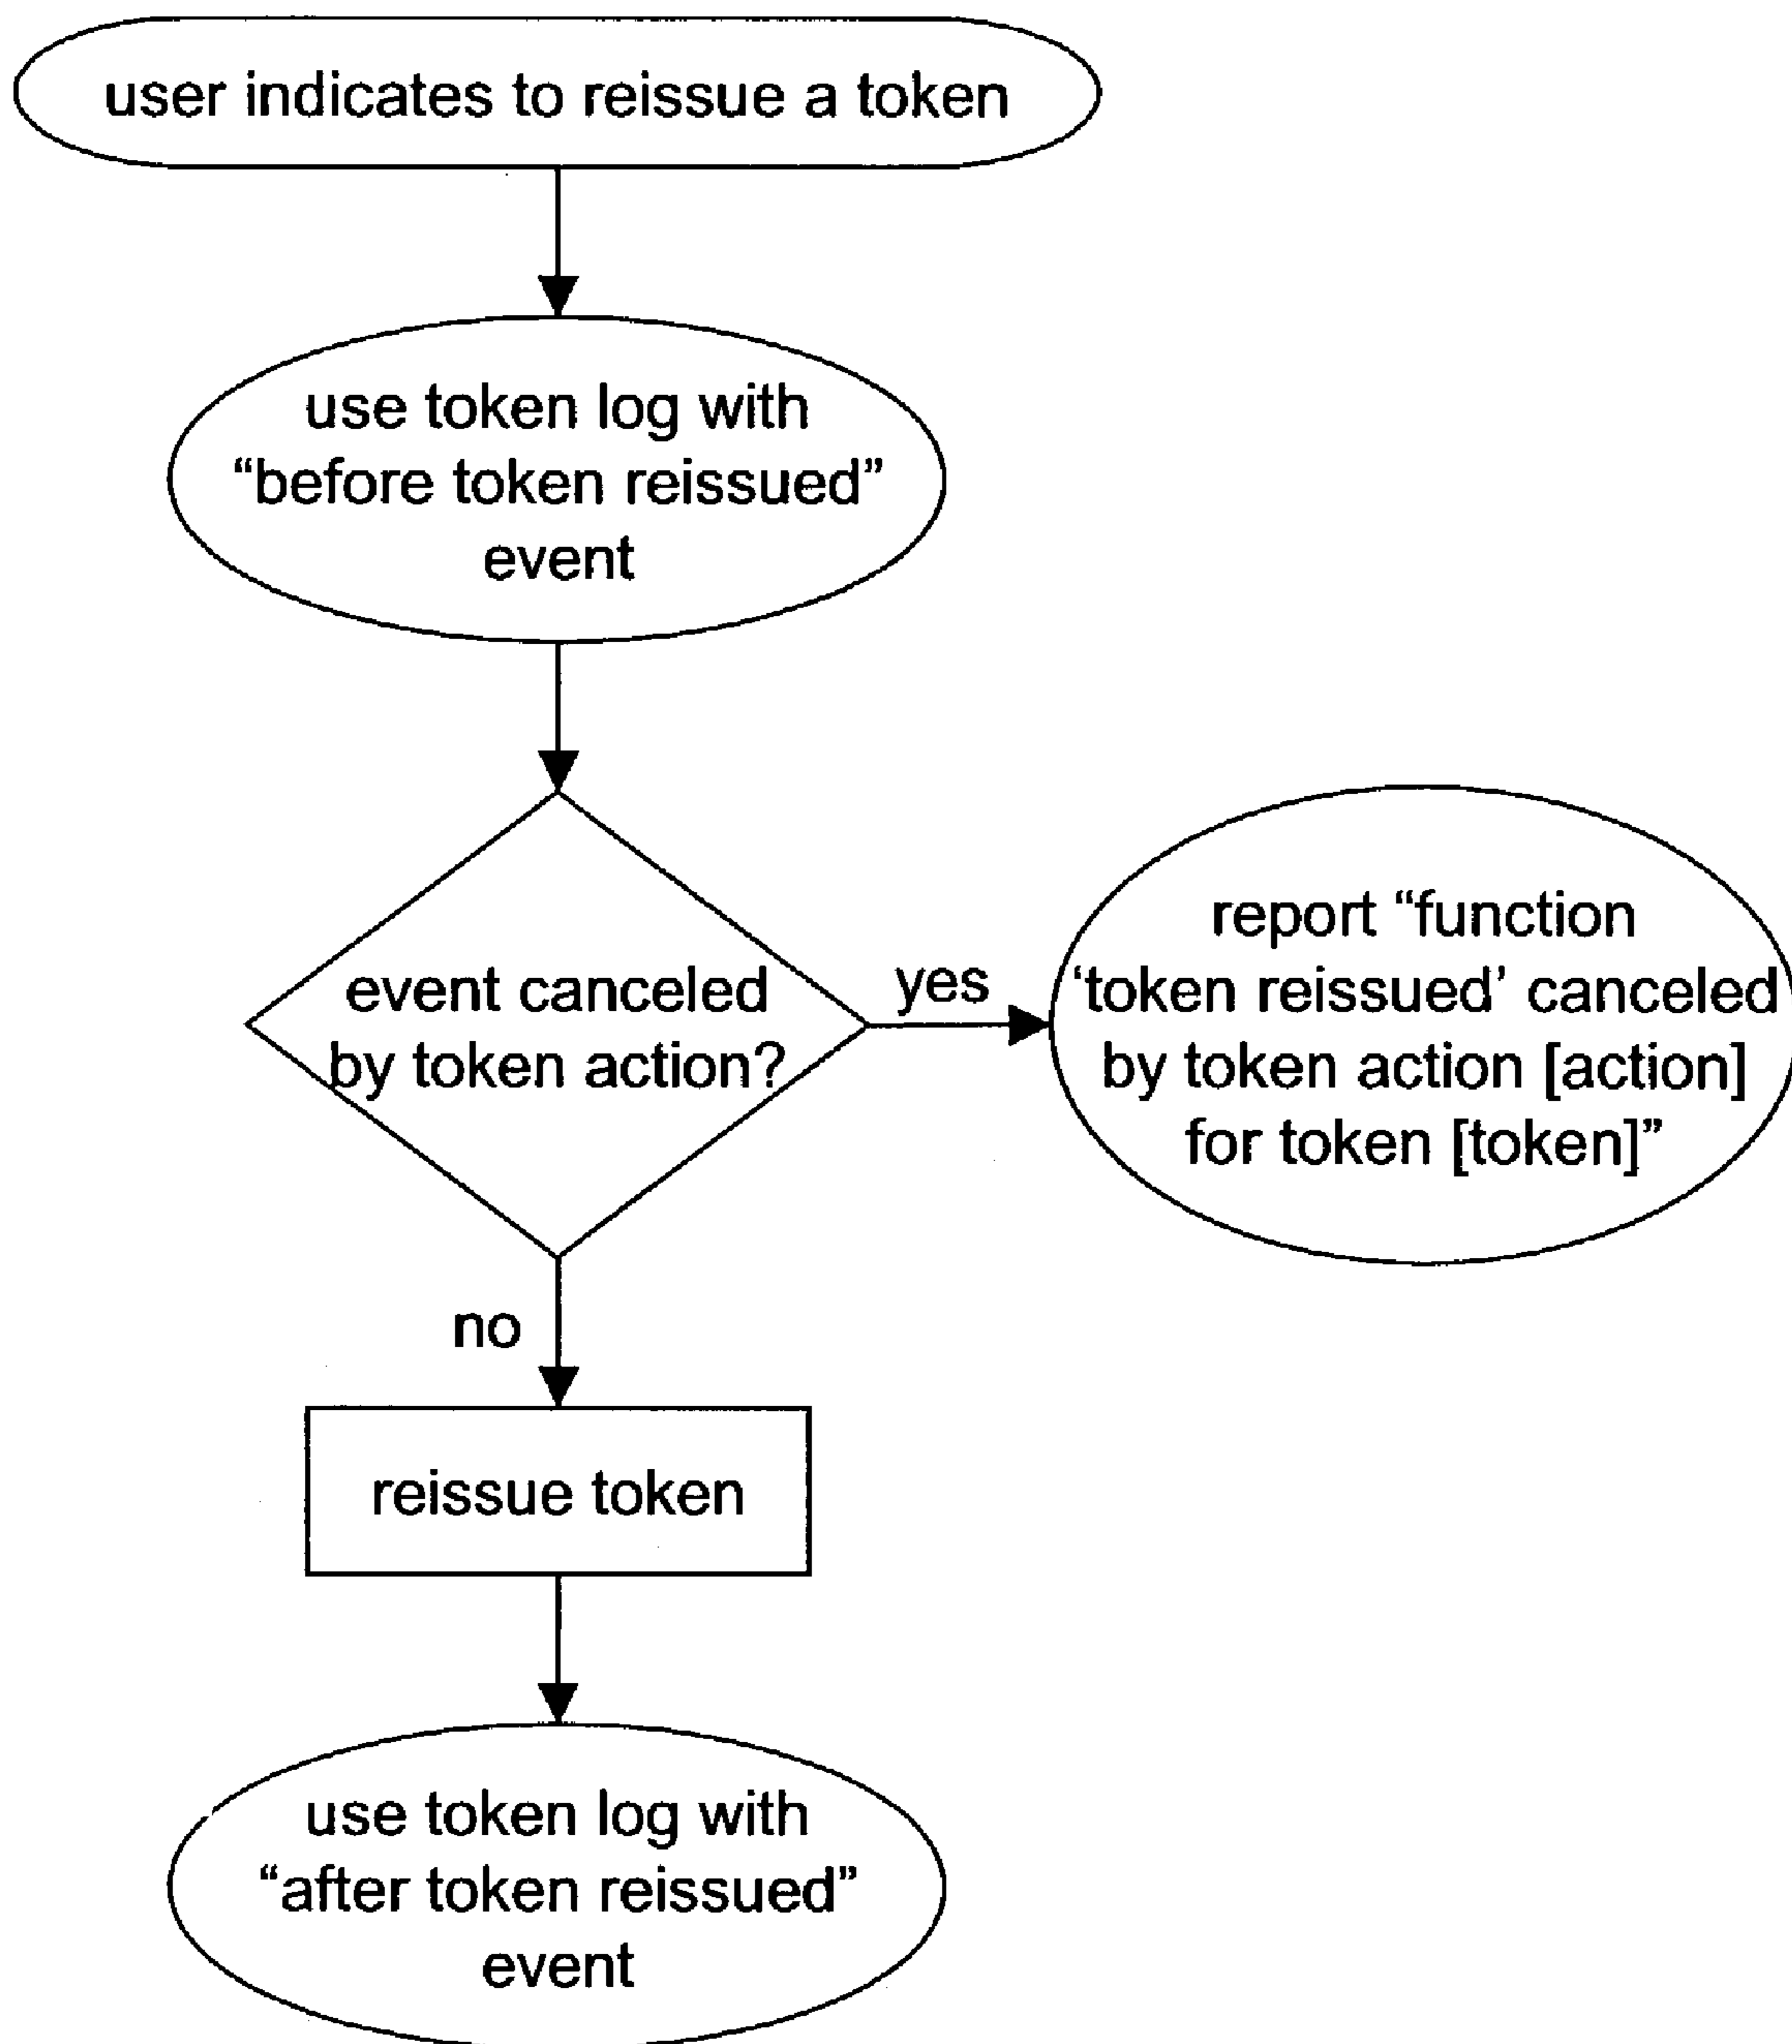 user indicates to reissue a token
use token log with
“before token reissued”
event
event canceled
by token action?
yes
report “function
‘token reissued’ canceled
by token action [action]
for token [token]”
no
reissue token
use token log with
“after token reissued”
event